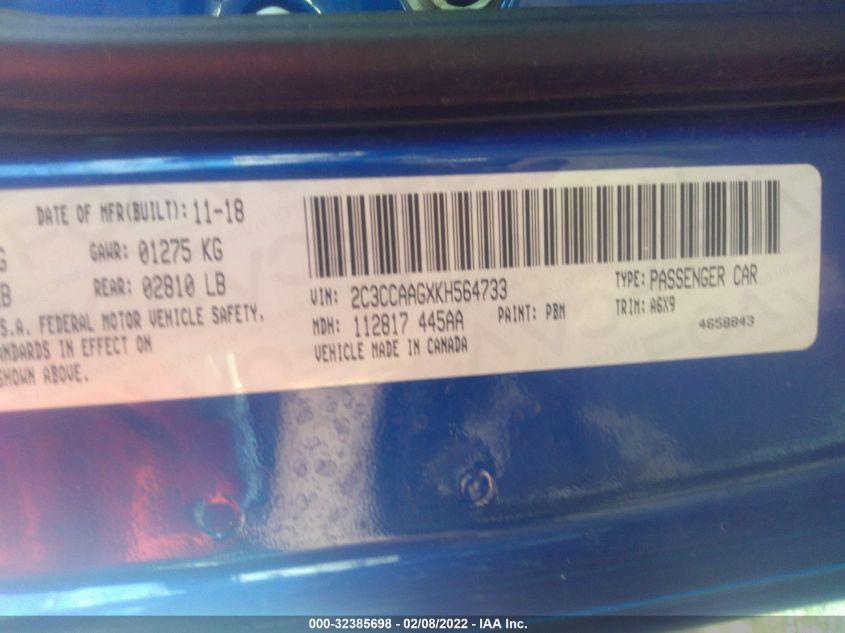 DATE OF MFR(BUILT): 11-18
GAWR: 01275 KG
REAR: 02810 LB
S.A. FEDERAL MOTOR VEHICLE SAFETY.
ANDARDS IN EFFECT ON
SHOWN ABOVE.
VIN: 2C3CCAAGXKH564733
TYPE: PASSENGER CAR
MDH: 112817 445AA
PAINT: PBM
TRIM: A6X9
VEHICLE MADE IN CANADA
4658843
000-32385698 - 02/08/2022 - IAA Inc.